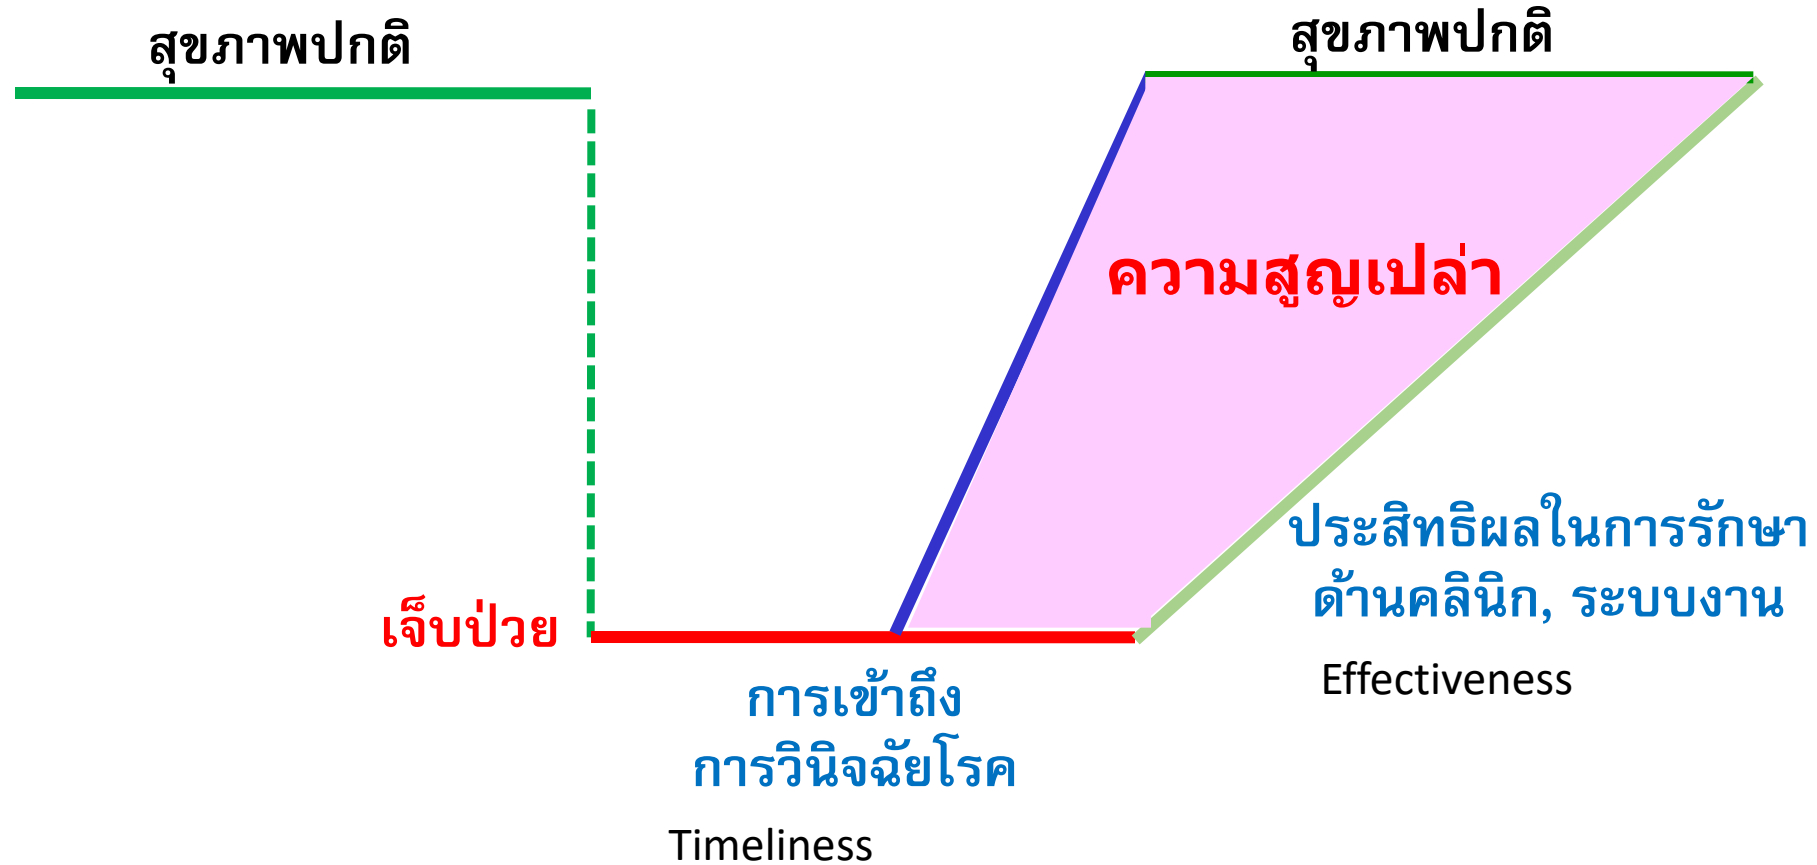 สุขภาพปกติ
สุขภาพปกติ
ความสูญเปล่า
ประสิทธิผลในการรักษา
ด้านคลินิก, ระบบงาน
Effectiveness
เจ็บป่วย
การเข้าถึง
การวินิจฉัยโรค
Timeliness